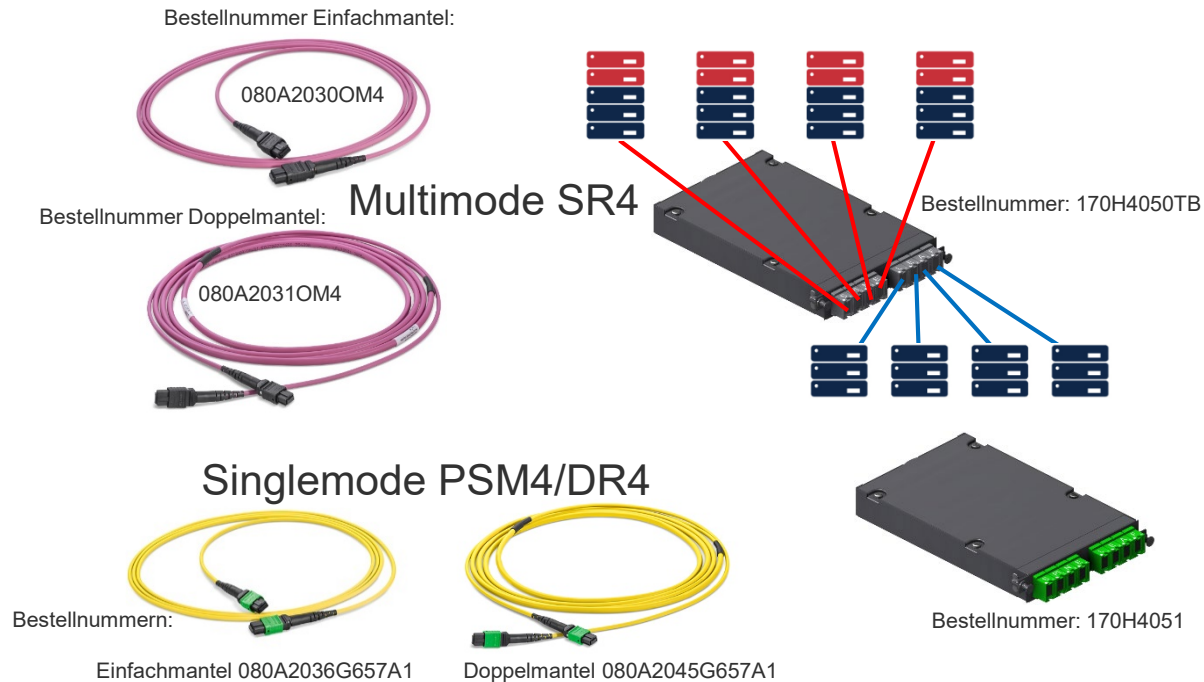 Bestellnummer Einfachmantel:
080A2030OM4
Multimode SR4
Bestellnummer: 170H4050TB
Bestellnummer Doppelmantel:
080A2031OM4
Singlemode PSM4/DR4
Bestellnummern:
Einfachmantel 080A2036G657A1
Doppelmantel 080A2045G657A1
Bestellnummer: 170H4051